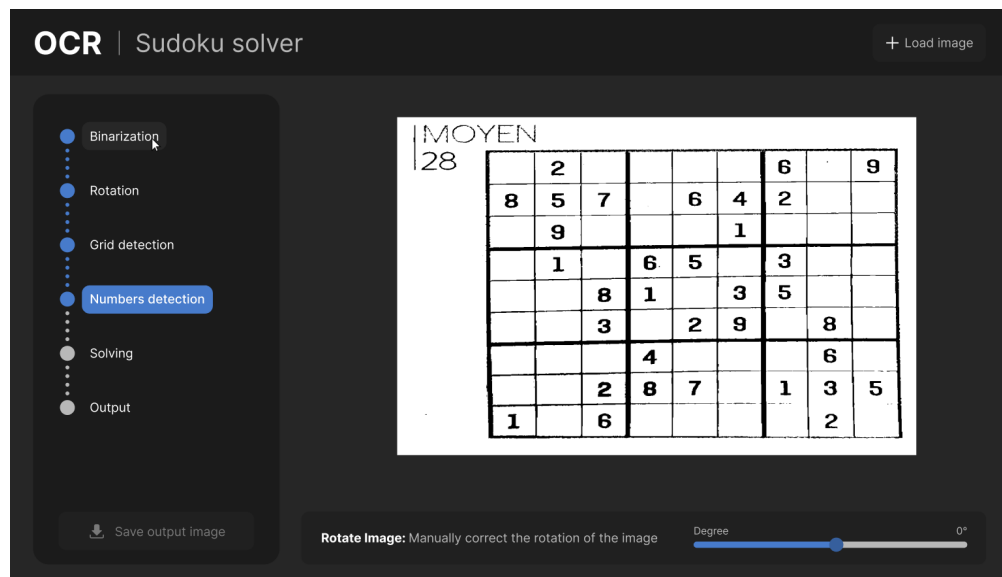 OCR | Sudoku solver
+ Load image
Binarization
Rotation
Grid detection
Numbers detection
Solving
Output
Save output image
MOYEN
28
2 6 9
8 5 7 6 4 2
9 1
1 6 5 3
8 1 3 5
3 2 9 8
4 6
2 8 7 1 3 5
1 6 2
Rotate Image: Manually correct the rotation of the image
Degree 0°